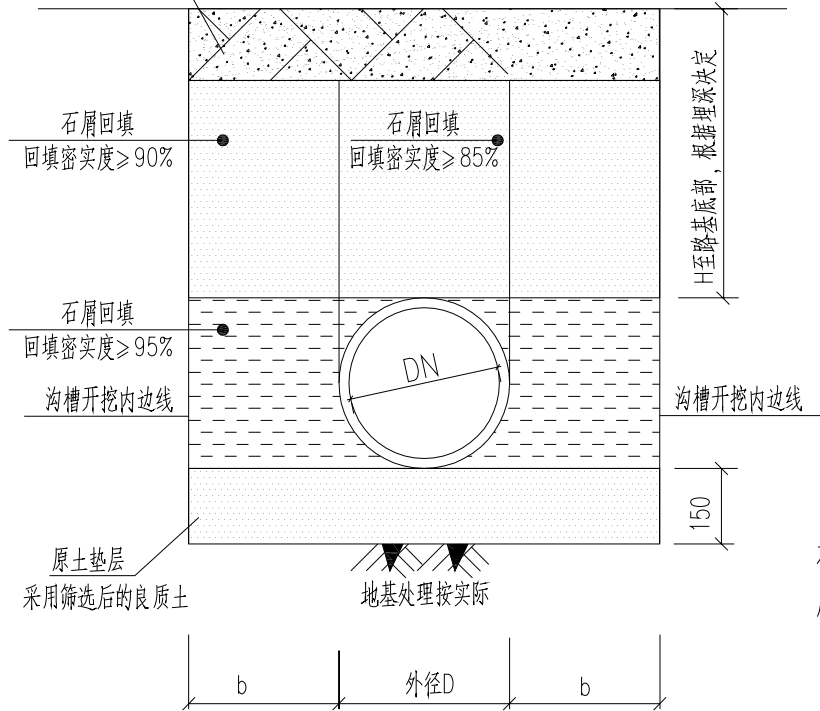 石屑回填
回填密实度≥90%
石屑回填
回填密实度≥85%
H至路基底部，根据埋深决定
石屑回填
回填密实度≥95%
DN
沟槽开挖内边线
沟槽开挖内边线
150
原土垫层
采用筛选后的良质土
地基处理按实际
b
外径D
b